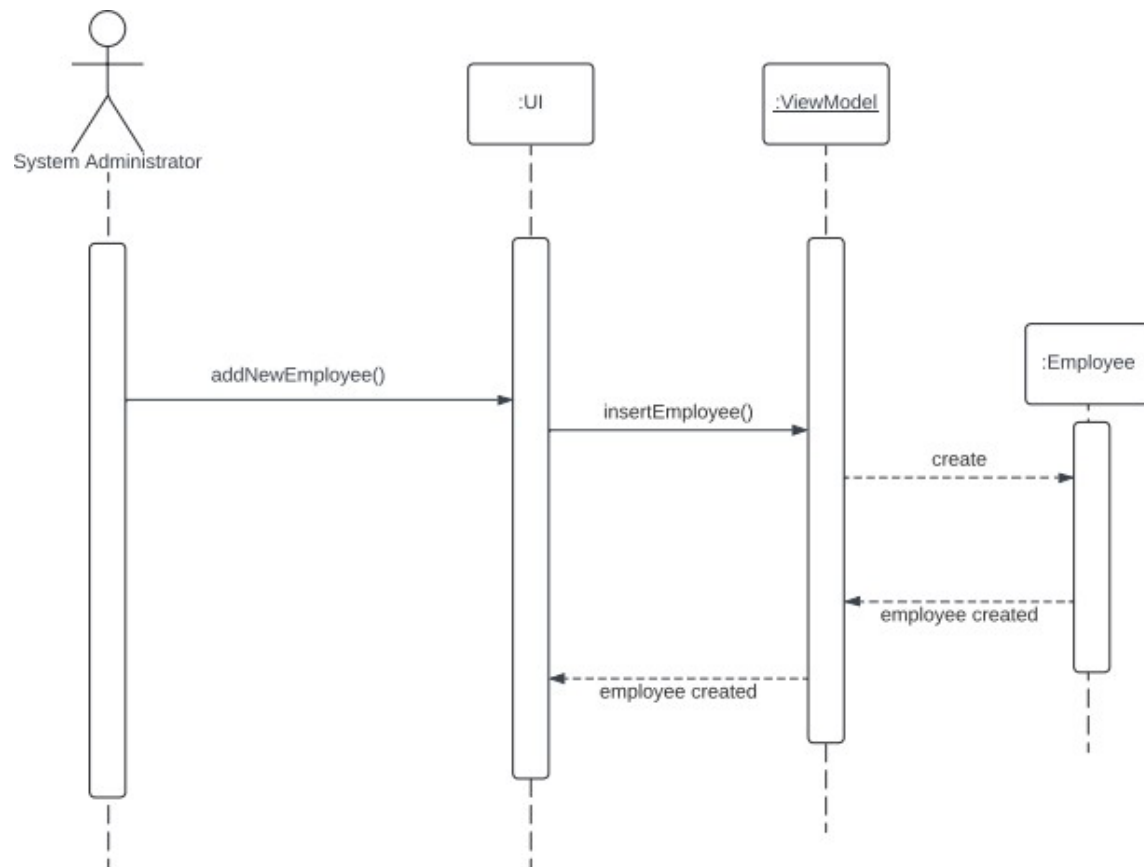 System Administrator
:UI
:ViewModel
:Employee
addNewEmployee()
insertEmployee()
create
employee created
employee created